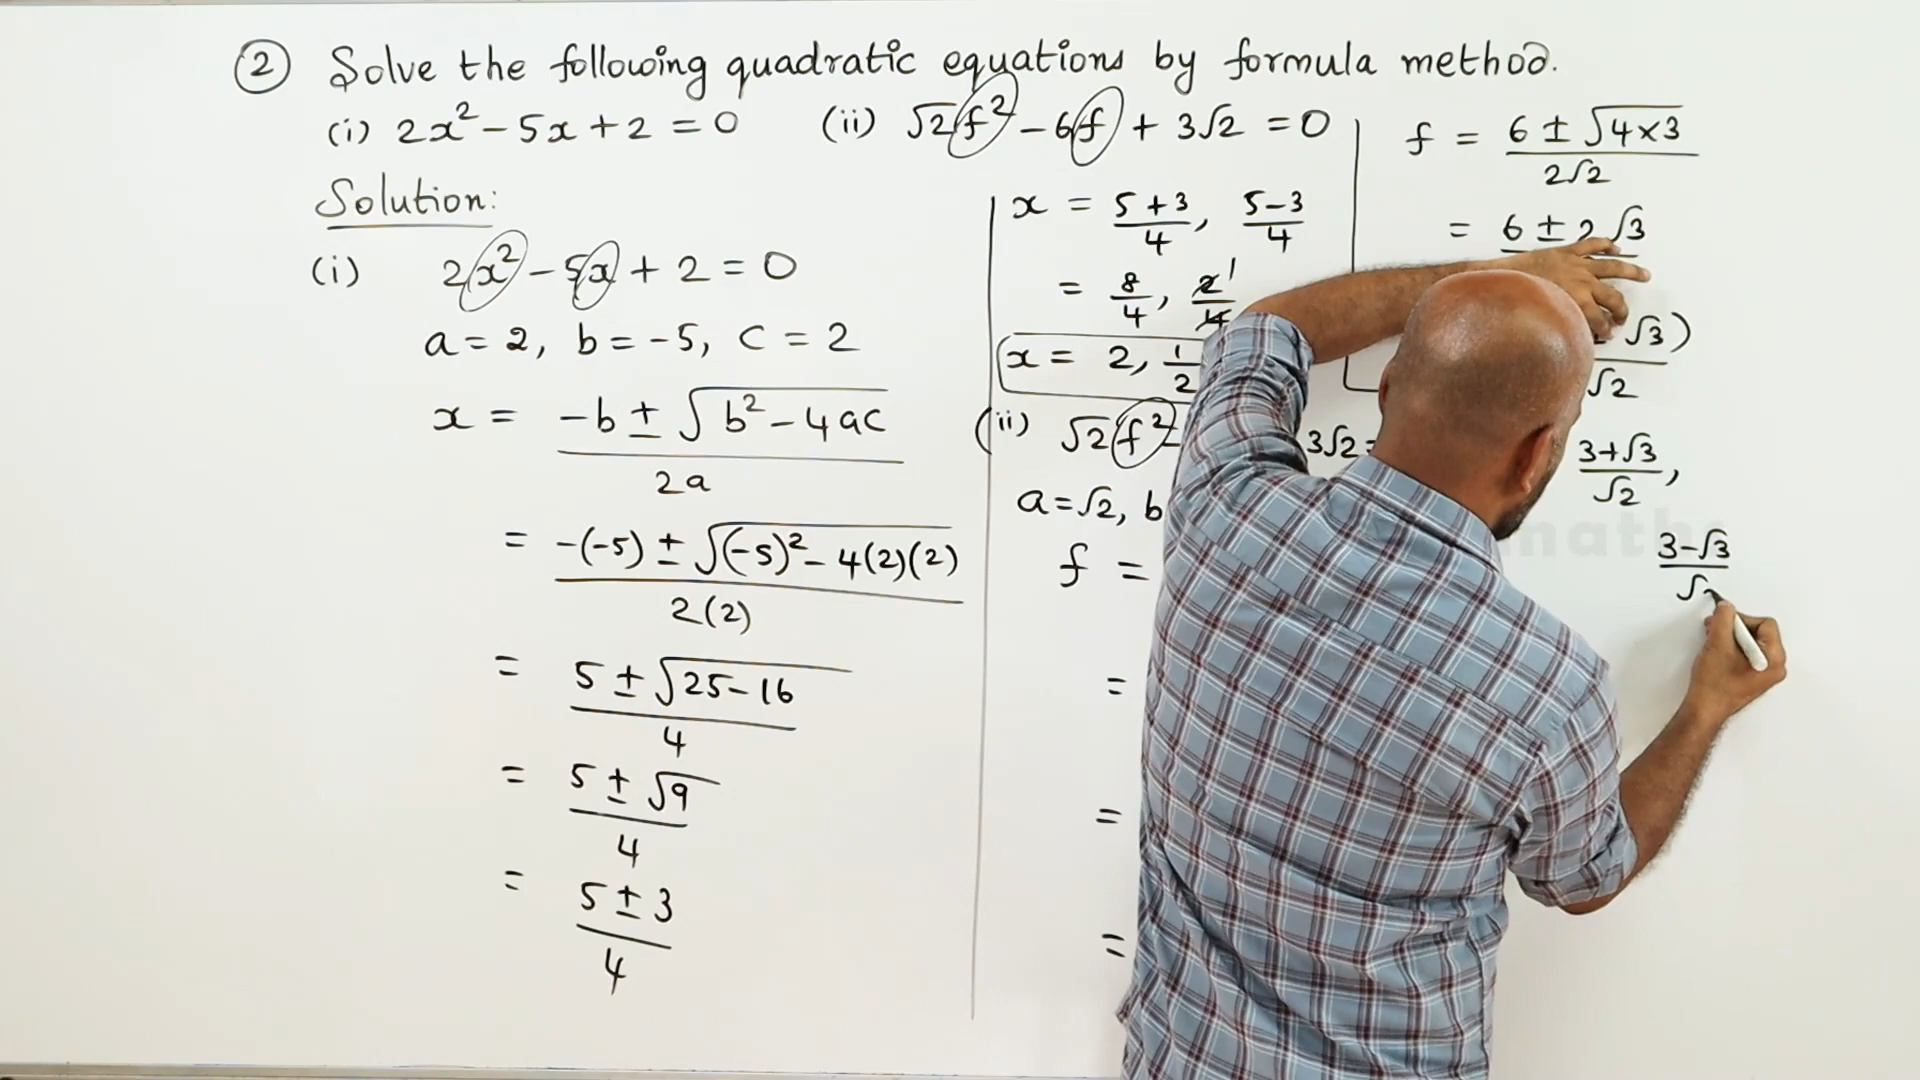 ② Solve the following quadratic equations by formula method.
(i) 2x² - 5x + 2 = 0 (ii) √2f² - 6f + 3√2 = 0
Solution:
(i) 2x² - 5x + 2 = 0
a = 2, b = -5, c = 2
x = -b ± √b² - 4ac
2a
= -(-5) ± √(-5)² - 4(2)(2)
2(2)
= 5 ± √25 - 16
4
= 5 ± √9
4
= 5 ± 3
4
x = 5 + 3 / 4, 5 - 3 / 4
= 8/4, 2 1/4
x = 2, 1/2
(ii) √2f² - 3√2 =
a = √2, b
f =
=
=
=
f = 6 ± √4×3
2√2
= 6 ± 2√3
√3)
√2
3+√3
√2 ,
3-√3
√